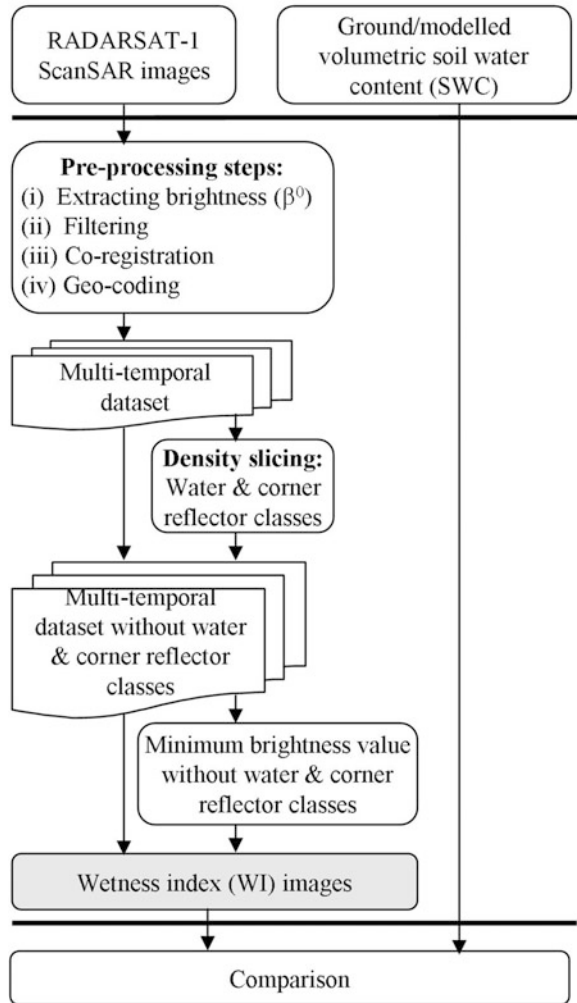 RADARSAT-1
ScanSAR images
Ground/modelled
volumetric soil water
content (SWC)
Pre-processing steps:
(i) Extracting brightness (β⁰)
(ii) Filtering
(iii) Co-registration
(iv) Geo-coding
Multi-temporal
dataset
Density slicing:
Water & corner
reflector classes
Multi-temporal
dataset without water
& corner reflector
classes
Minimum brightness value
without water & corner
reflector classes
Wetness index (WI) images
Comparison